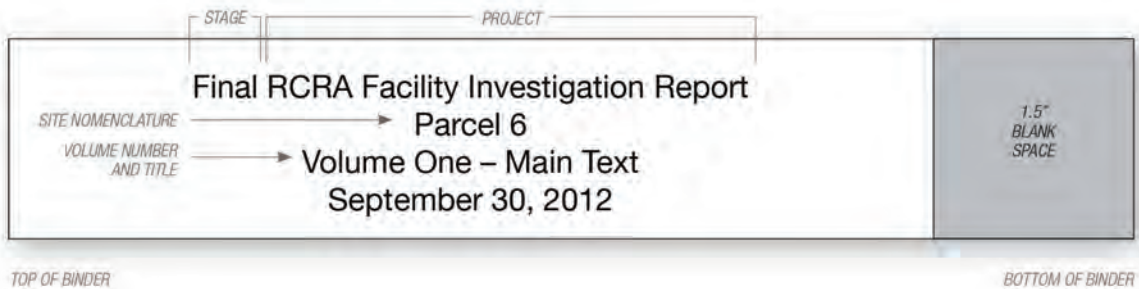 STAGE PROJECT
Final RCRA Facility Investigation Report
SITE NOMENCLATURE Parcel 6
VOLUME NUMBER
AND TITLE Volume One – Main Text
September 30, 2012
1.5"
BLANK
SPACE
TOP OF BINDER BOTTOM OF BINDER